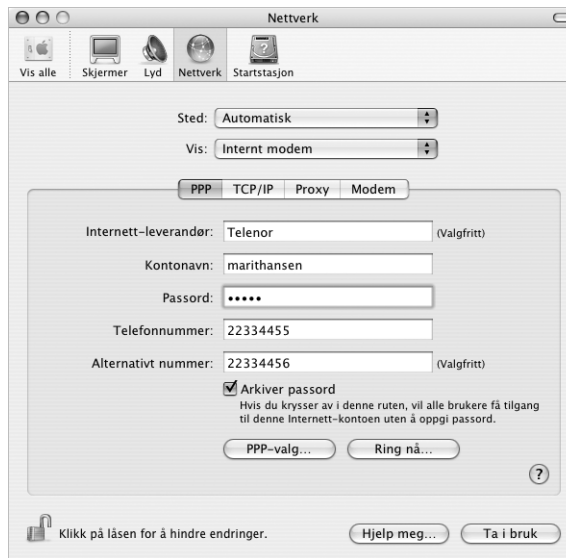 Nettverk
Vis alle Skjermer Lyd Nettverk Startstasjon
Sted: Automatisk
Vis: Internt modem
PPP TCP/IP Proxy Modem
Internett-leverandør: Telenor (Valgfritt)
Kontonavn: marithansen
Passord: •••••
Telefonnummer: 22334455
Alternativt nummer: 22334456 (Valgfritt)
Arkiver passord
Hvis du krysser av i denne ruten, vil alle brukere få tilgang
til denne Internett-kontoen uten å oppgi passord.
PPP-valg... Ring nå...
?
Klikk på låsen for å hindre endringer. Hjelp meg... Ta i bruk